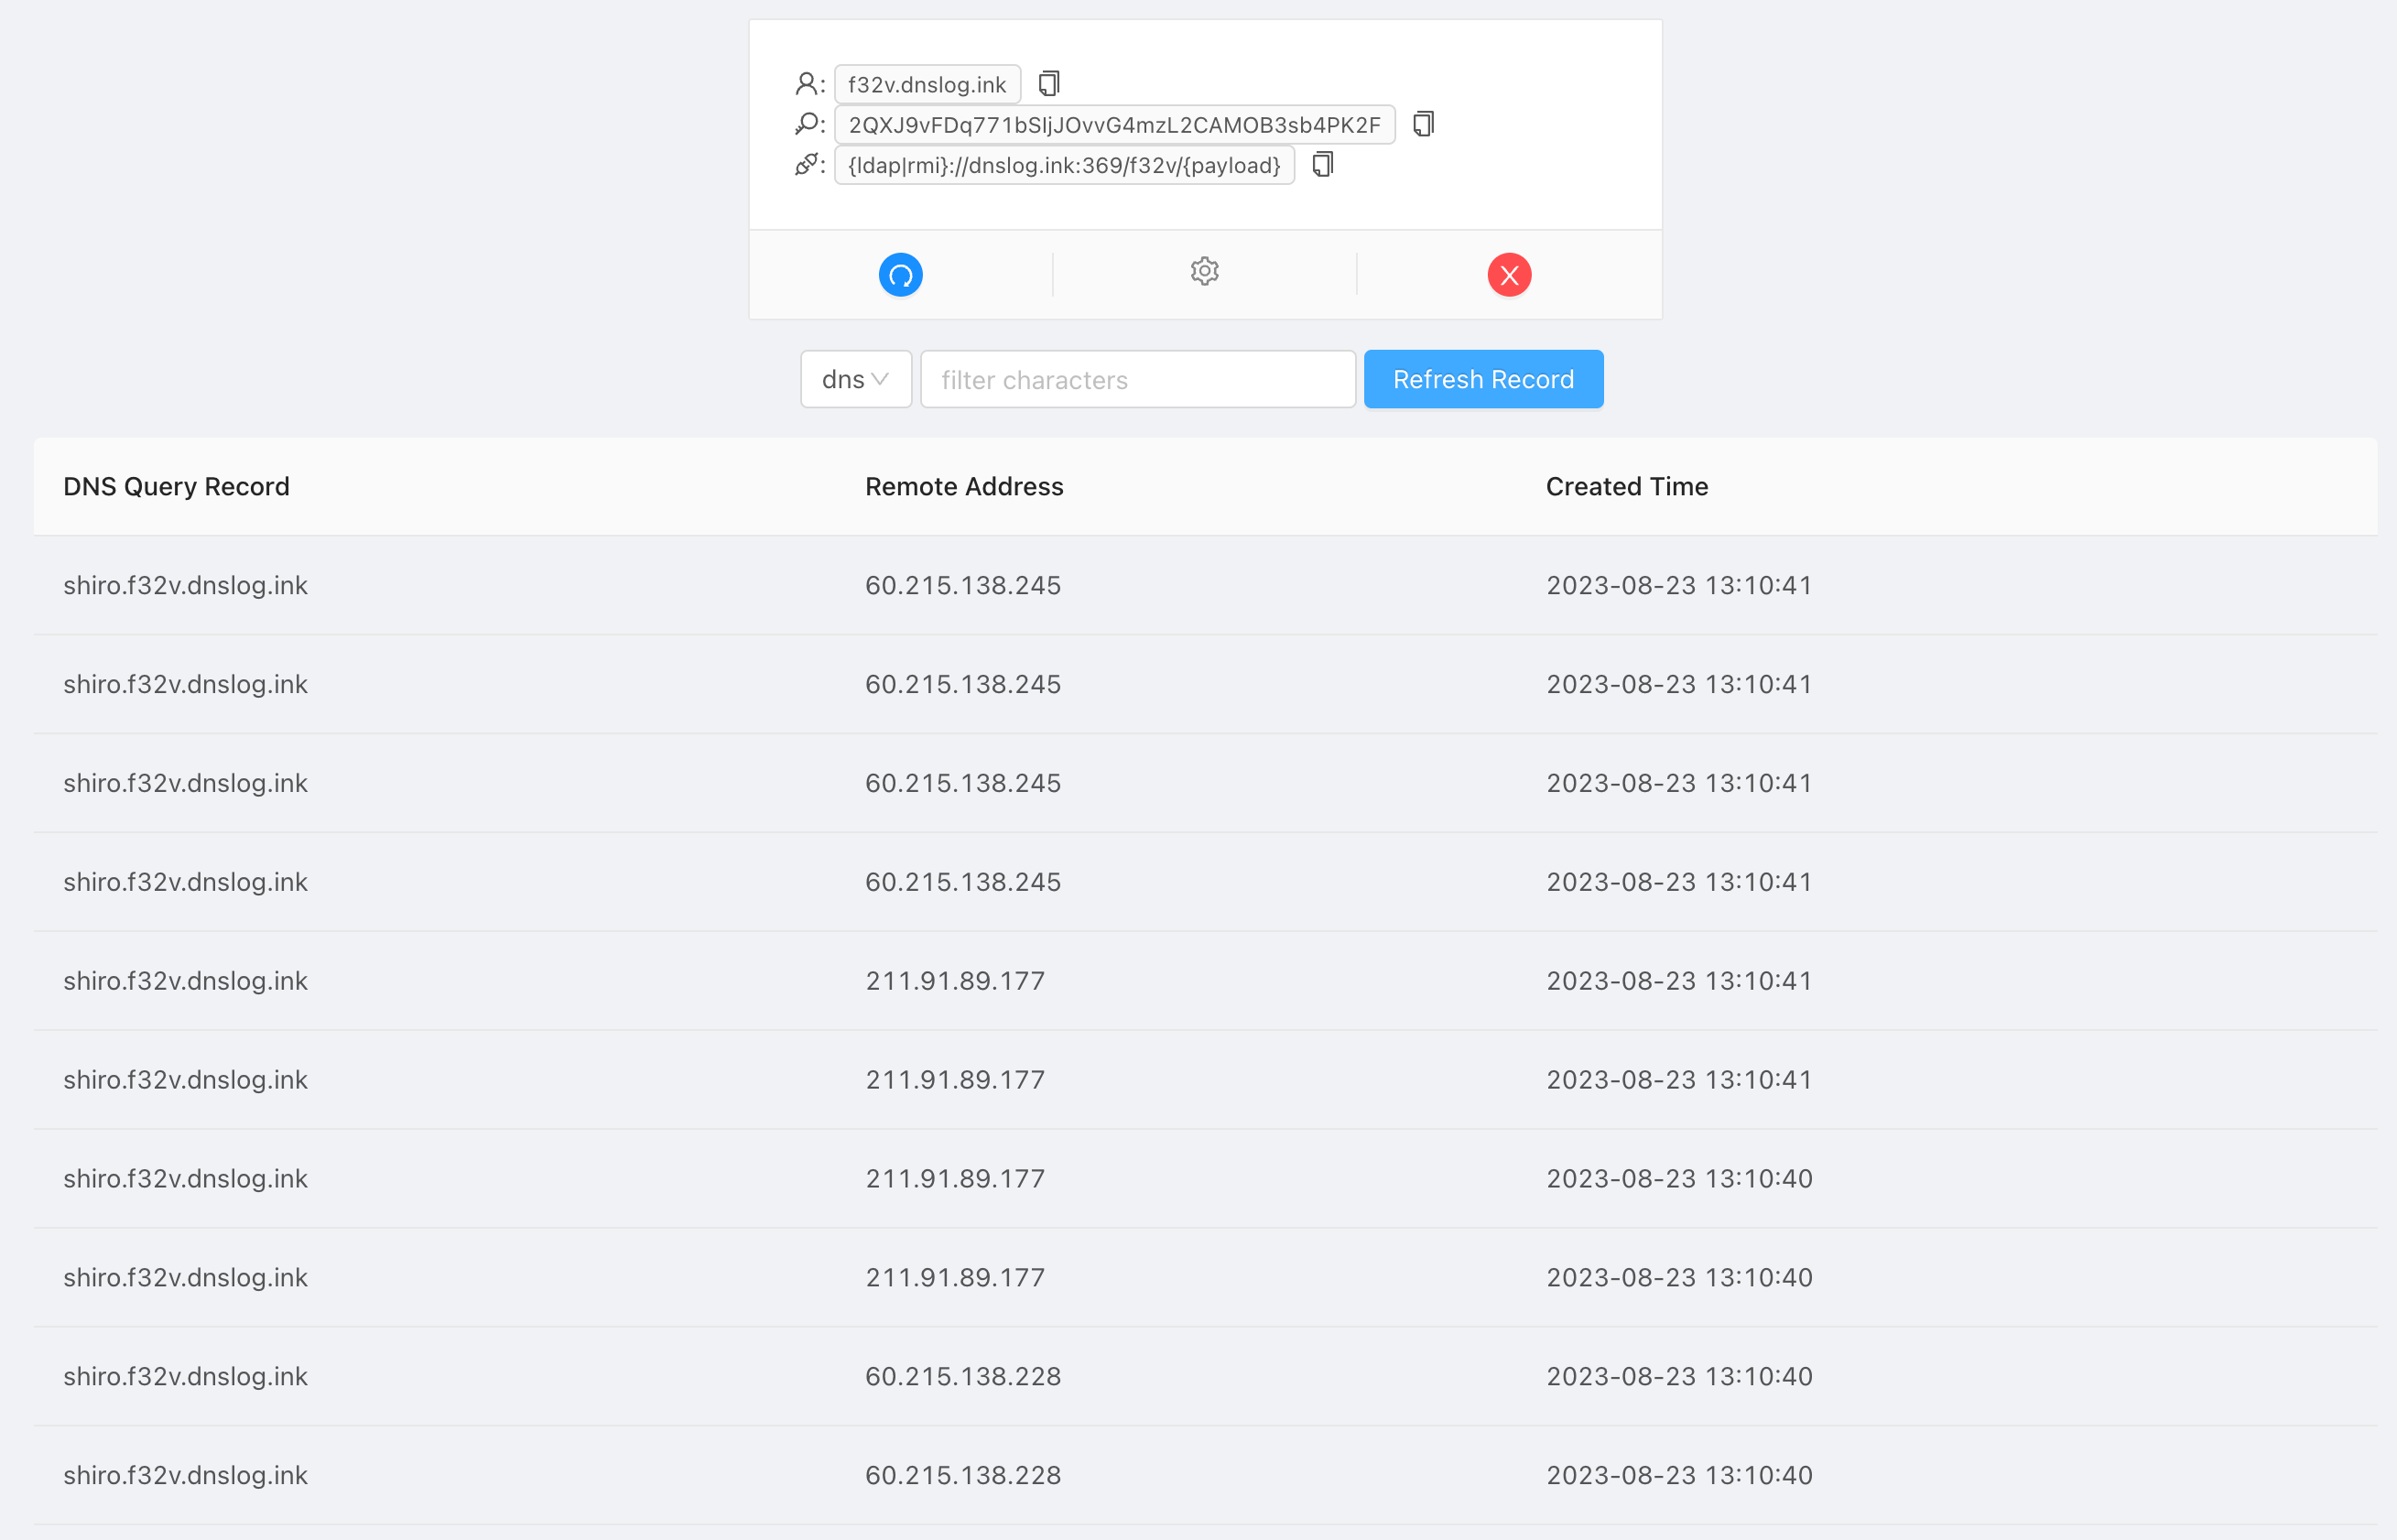 : f32v.dnslog.ink
: 2QXJ9vFDq771bSIjJOvvG4mzL2CAMOB3sb4PK2F
: {ldap|rmi}://dnslog.ink:369/f32v/{payload}
dns filter characters Refresh Record
DNS Query Record Remote Address Created Time
shiro.f32v.dnslog.ink 60.215.138.245 2023-08-23 13:10:41
shiro.f32v.dnslog.ink 60.215.138.245 2023-08-23 13:10:41
shiro.f32v.dnslog.ink 60.215.138.245 2023-08-23 13:10:41
shiro.f32v.dnslog.ink 60.215.138.245 2023-08-23 13:10:41
shiro.f32v.dnslog.ink 211.91.89.177 2023-08-23 13:10:41
shiro.f32v.dnslog.ink 211.91.89.177 2023-08-23 13:10:41
shiro.f32v.dnslog.ink 211.91.89.177 2023-08-23 13:10:40
shiro.f32v.dnslog.ink 211.91.89.177 2023-08-23 13:10:40
shiro.f32v.dnslog.ink 60.215.138.228 2023-08-23 13:10:40
shiro.f32v.dnslog.ink 60.215.138.228 2023-08-23 13:10:40